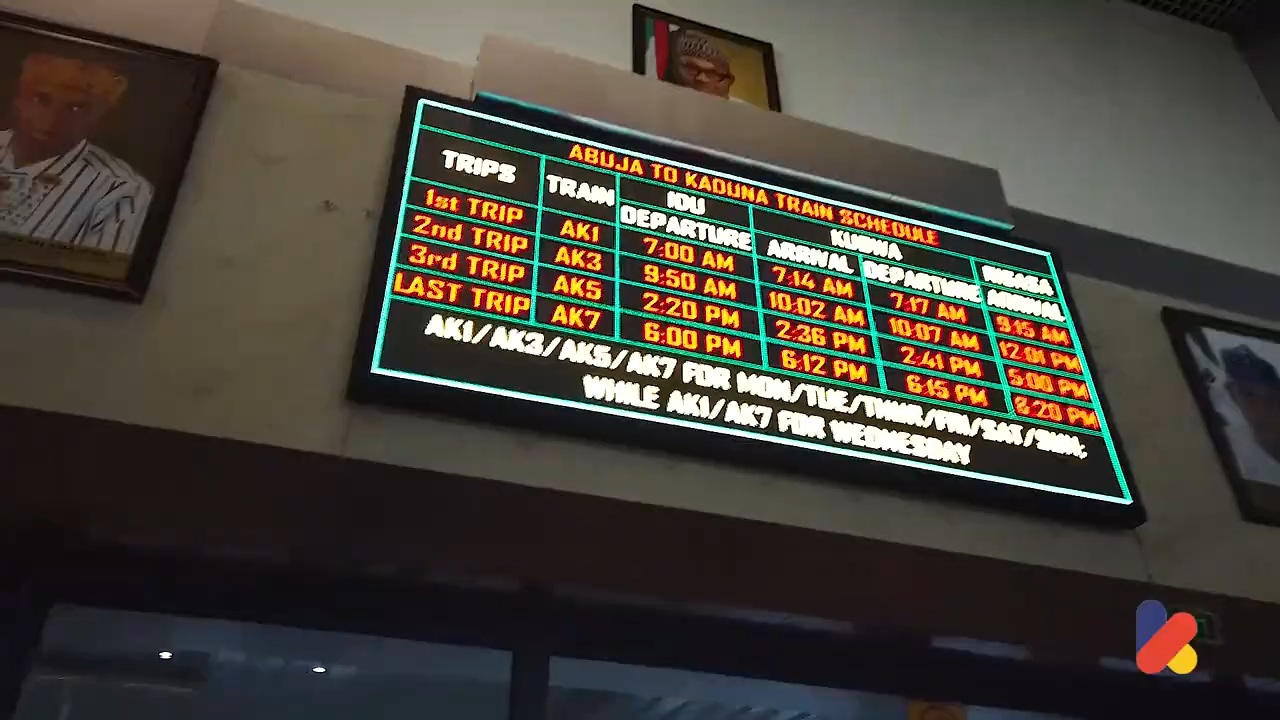 ABUJA TO KADUNA TRAIN SCHEDULE
TRIPS TRAIN IDU KUBWA RIGASA
DEPARTURE ARRIVAL DEPARTURE ARRIVAL
1st TRIP AK1 7:00 AM 7:14 AM 7:17 AM 9:15 AM
2nd TRIP AK3 9:50 AM 10:02 AM 10:07 AM 12:01 PM
3rd TRIP AK5 2:20 PM 2:36 PM 2:41 PM 5:00 PM
LAST TRIP AK7 6:00 PM 6:12 PM 6:15 PM 8:20 PM
AK1/AK3/AK5/AK7 FOR MON/TUE/THUR/FRI/SAT/SUN;
WHILE AK1/AK7 FOR WEDNESDAY